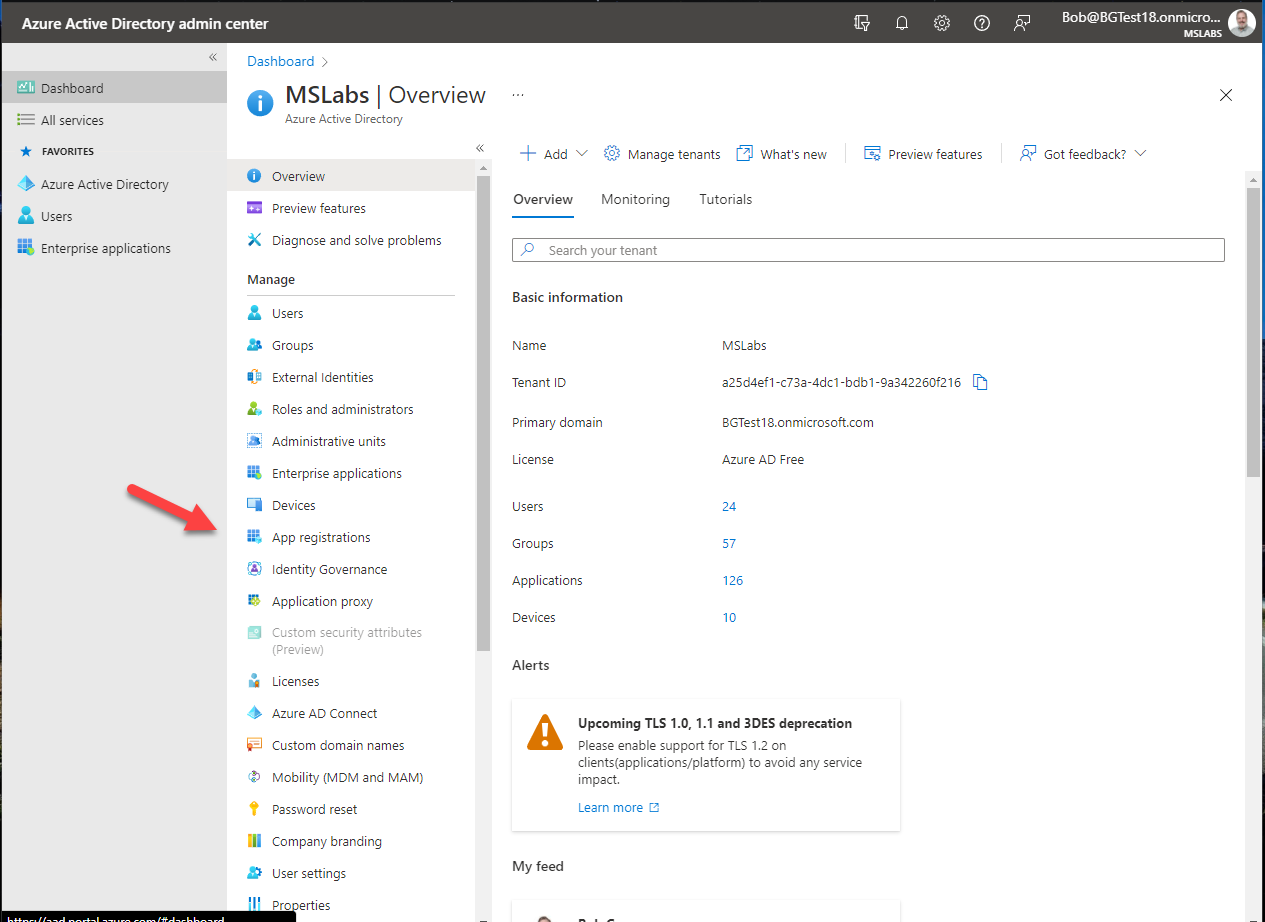 Azure Active Directory admin center
Bob@BGTest18.onmicro...
MSLABS
Dashboard
All services
FAVORITES
Azure Active Directory
Users
Enterprise applications
Dashboard
MSLabs | Overview
Azure Active Directory
Overview
Preview features
Diagnose and solve problems
Manage
Users
Groups
External Identities
Roles and administrators
Administrative units
Enterprise applications
Devices
App registrations
Identity Governance
Application proxy
Custom security attributes
(Preview)
Licenses
Azure AD Connect
Custom domain names
Mobility (MDM and MAM)
Password reset
Company branding
User settings
Properties
Add Manage tenants What's new Preview features Got feedback?
Overview Monitoring Tutorials
Search your tenant
Basic information
Name MSLabs
Tenant ID a25d4ef1-c73a-4dc1-bdb1-9a342260f216
Primary domain BGTest18.onmicrosoft.com
License Azure AD Free
Users 24
Groups 57
Applications 126
Devices 10
Alerts
Upcoming TLS 1.0, 1.1 and 3DES deprecation
Please enable support for TLS 1.2 on
clients(applications/platform) to avoid any service
impact.
Learn more
My feed
https://aad.portal.azure.com/#dashboard